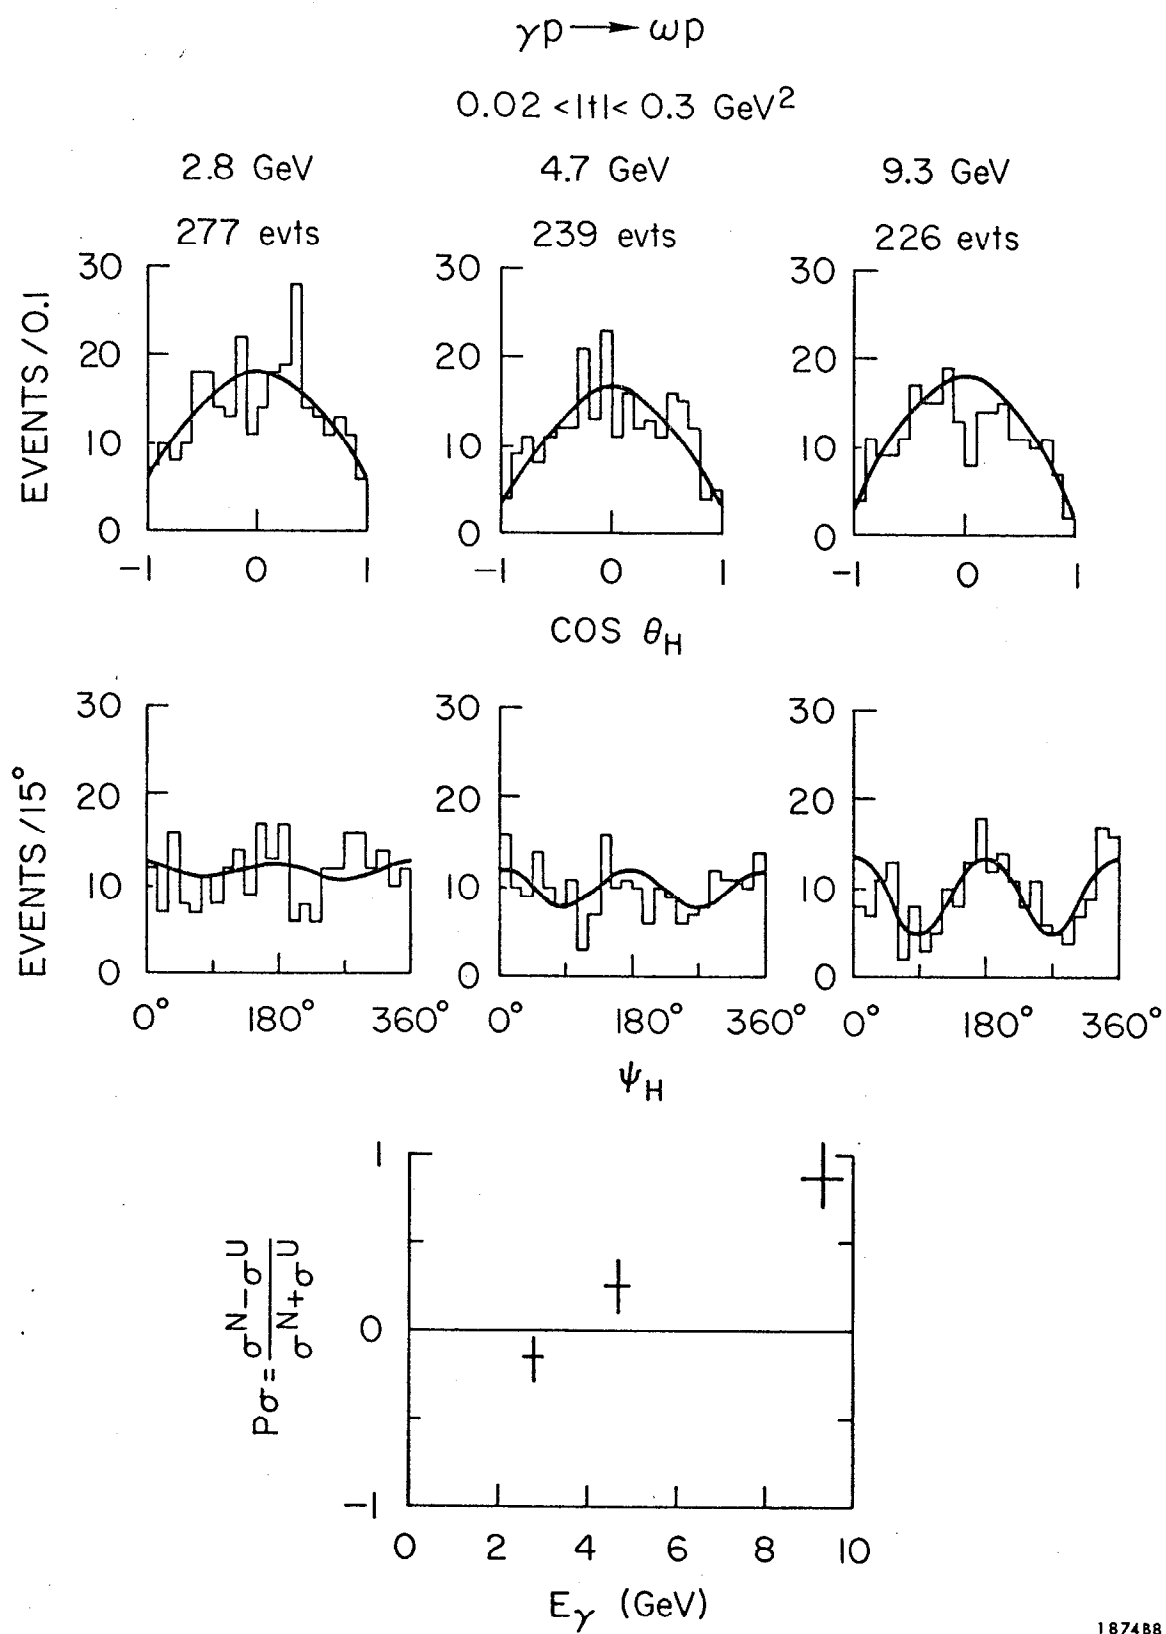 γp → ωp
0.02 <|t|< 0.3 GeV²
2.8 GeV 4.7 GeV 9.3 GeV
277 evts 239 evts 226 evts
EVENTS / 0.1
30 30 30
20 20 20
10 10 10
0 0 0
−1 0 1 −1 0 1 −1 0 1
COS θ_H
EVENTS / 15°
30 30 30
20 20 20
10 10 10
0 0 0
0° 180° 360° 0° 180° 360° 0° 180° 360°
ψ_H
Pσ = σ^N − σ^U / σ^N + σ^U
1
0
−1
0 2 4 6 8 10
E_γ (GeV)
1874B8